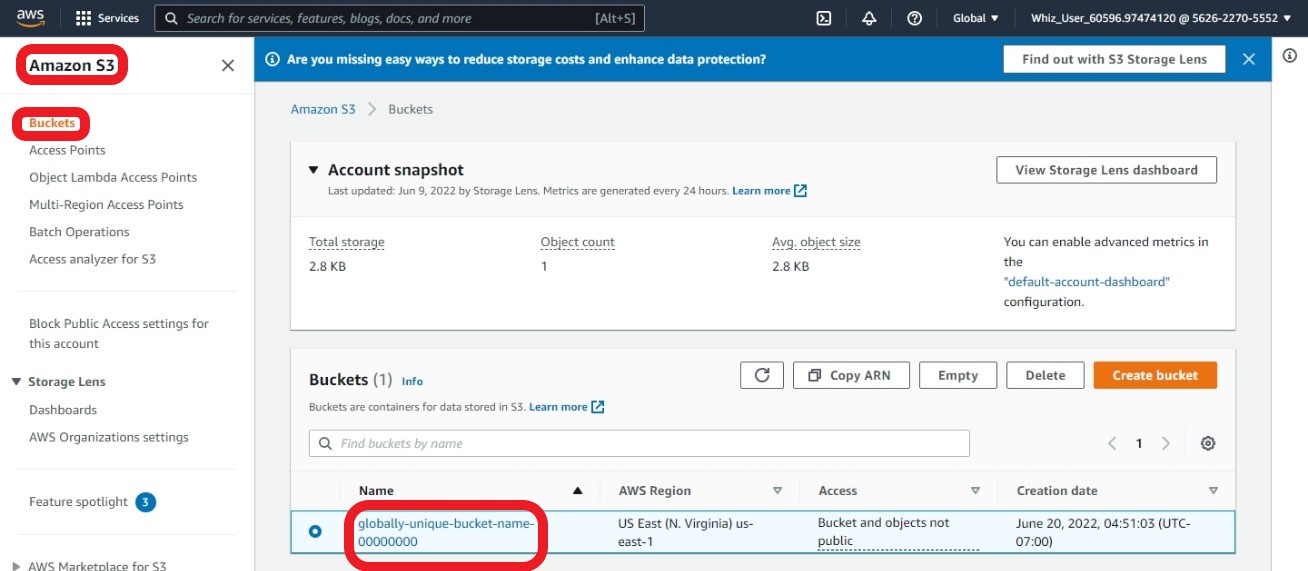 aws
Services
Search for services, features, blogs, docs, and more
[Alt+S]
Global ▼
Whiz_User_60596.97474120 @ 5626-2270-5552 ▼
Amazon S3
Buckets
Access Points
Object Lambda Access Points
Multi-Region Access Points
Batch Operations
Access analyzer for S3
Block Public Access settings for
this account
Storage Lens
Dashboards
AWS Organizations settings
Feature spotlight 3
AWS Marketplace for S3
Are you missing easy ways to reduce storage costs and enhance data protection?
Find out with S3 Storage Lens
Amazon S3 > Buckets
Account snapshot
Last updated: Jun 9, 2022 by Storage Lens. Metrics are generated every 24 hours. Learn more
View Storage Lens dashboard
Total storage
2.8 KB
Object count
1
Avg. object size
2.8 KB
You can enable advanced metrics in
the
"default-account-dashboard"
configuration.
Buckets (1) Info
Copy ARN
Empty
Delete
Create bucket
Buckets are containers for data stored in S3. Learn more
Find buckets by name
1
Name
AWS Region
Access
Creation date
globally-unique-bucket-name-
00000000
US East (N. Virginia) us-
east-1
Bucket and objects not
public
June 20, 2022, 04:51:03 (UTC-
07:00)